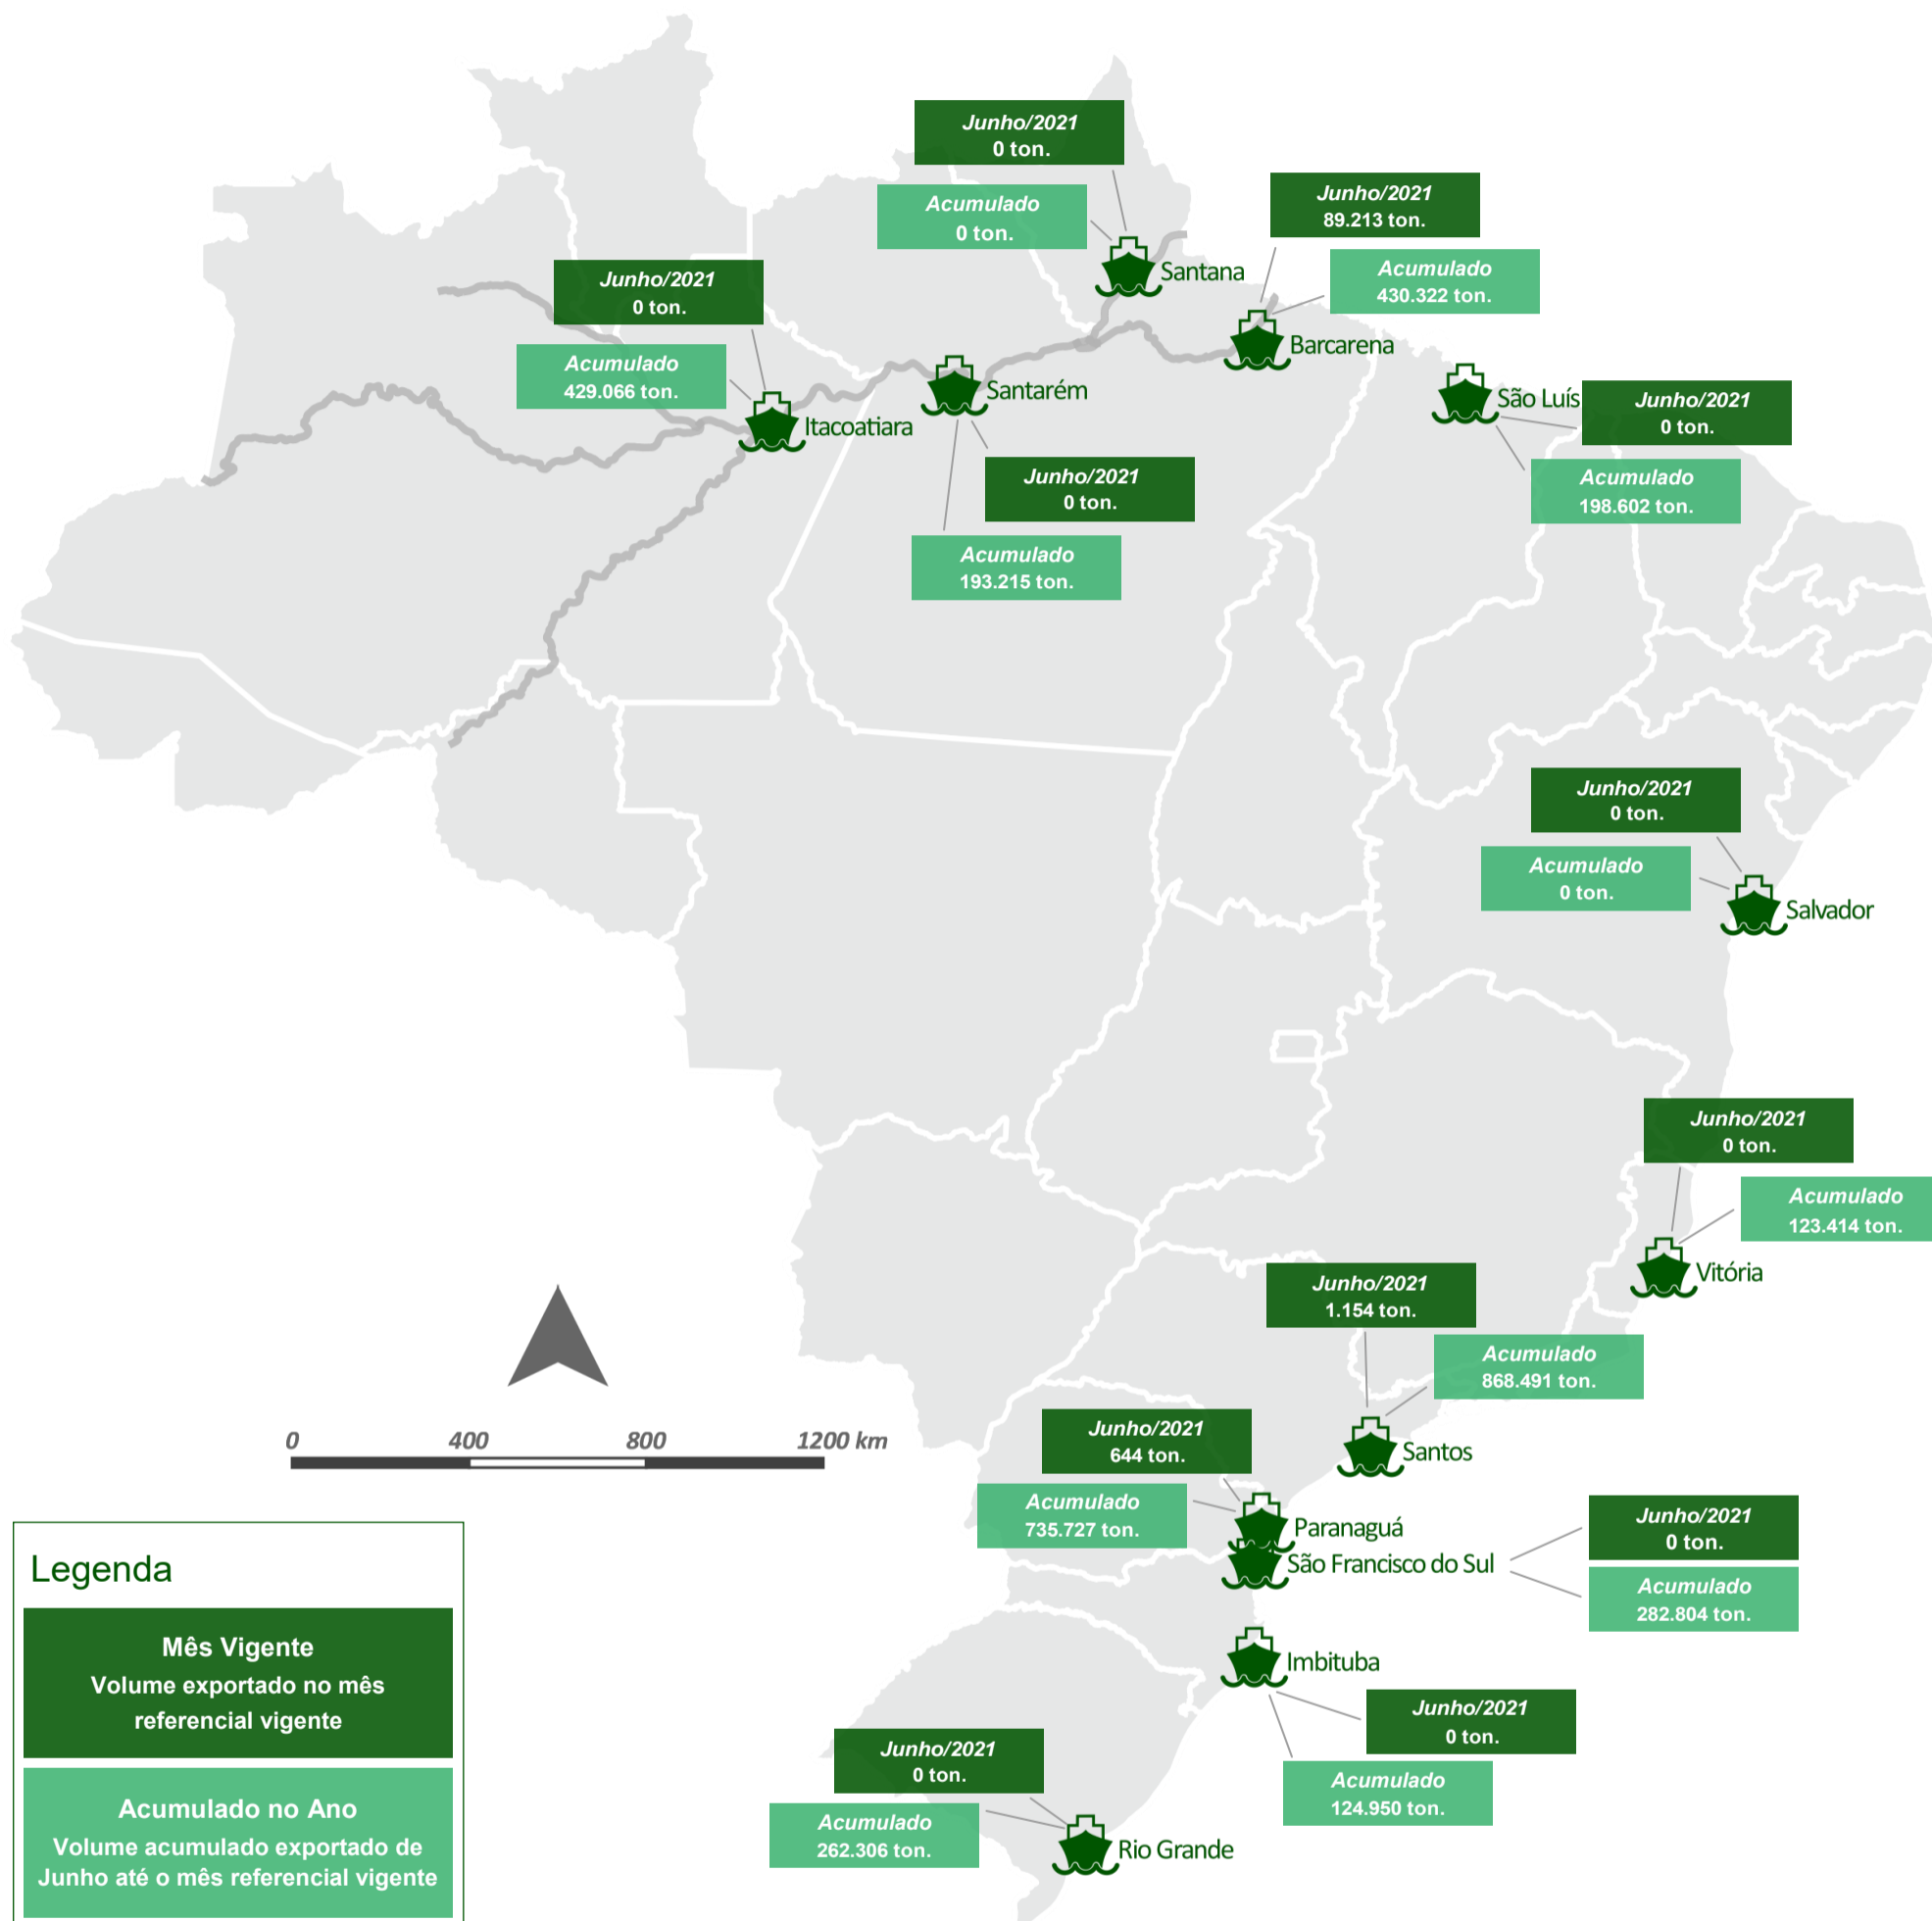 Junho/2021
0 ton.
Acumulado
0 ton.
Santana
Junho/2021
89.213 ton.
Acumulado
430.322 ton.
Barcarena
Junho/2021
0 ton.
Acumulado
429.066 ton.
Itacoatiara
Santarém
Junho/2021
0 ton.
Acumulado
193.215 ton.
São Luís
Junho/2021
0 ton.
Acumulado
198.602 ton.
Junho/2021
0 ton.
Acumulado
0 ton.
Salvador
Junho/2021
0 ton.
Acumulado
123.414 ton.
Vitória
Junho/2021
1.154 ton.
Acumulado
868.491 ton.
Santos
Junho/2021
644 ton.
Acumulado
735.727 ton.
Paranaguá
São Francisco do Sul
Junho/2021
0 ton.
Acumulado
282.804 ton.
Imbituba
Junho/2021
0 ton.
Acumulado
124.950 ton.
Junho/2021
0 ton.
Acumulado
262.306 ton.
Rio Grande
0 400 800 1200 km
Legenda
Mês Vigente
Volume exportado no mês
referencial vigente
Acumulado no Ano
Volume acumulado exportado de
Junho até o mês referencial vigente